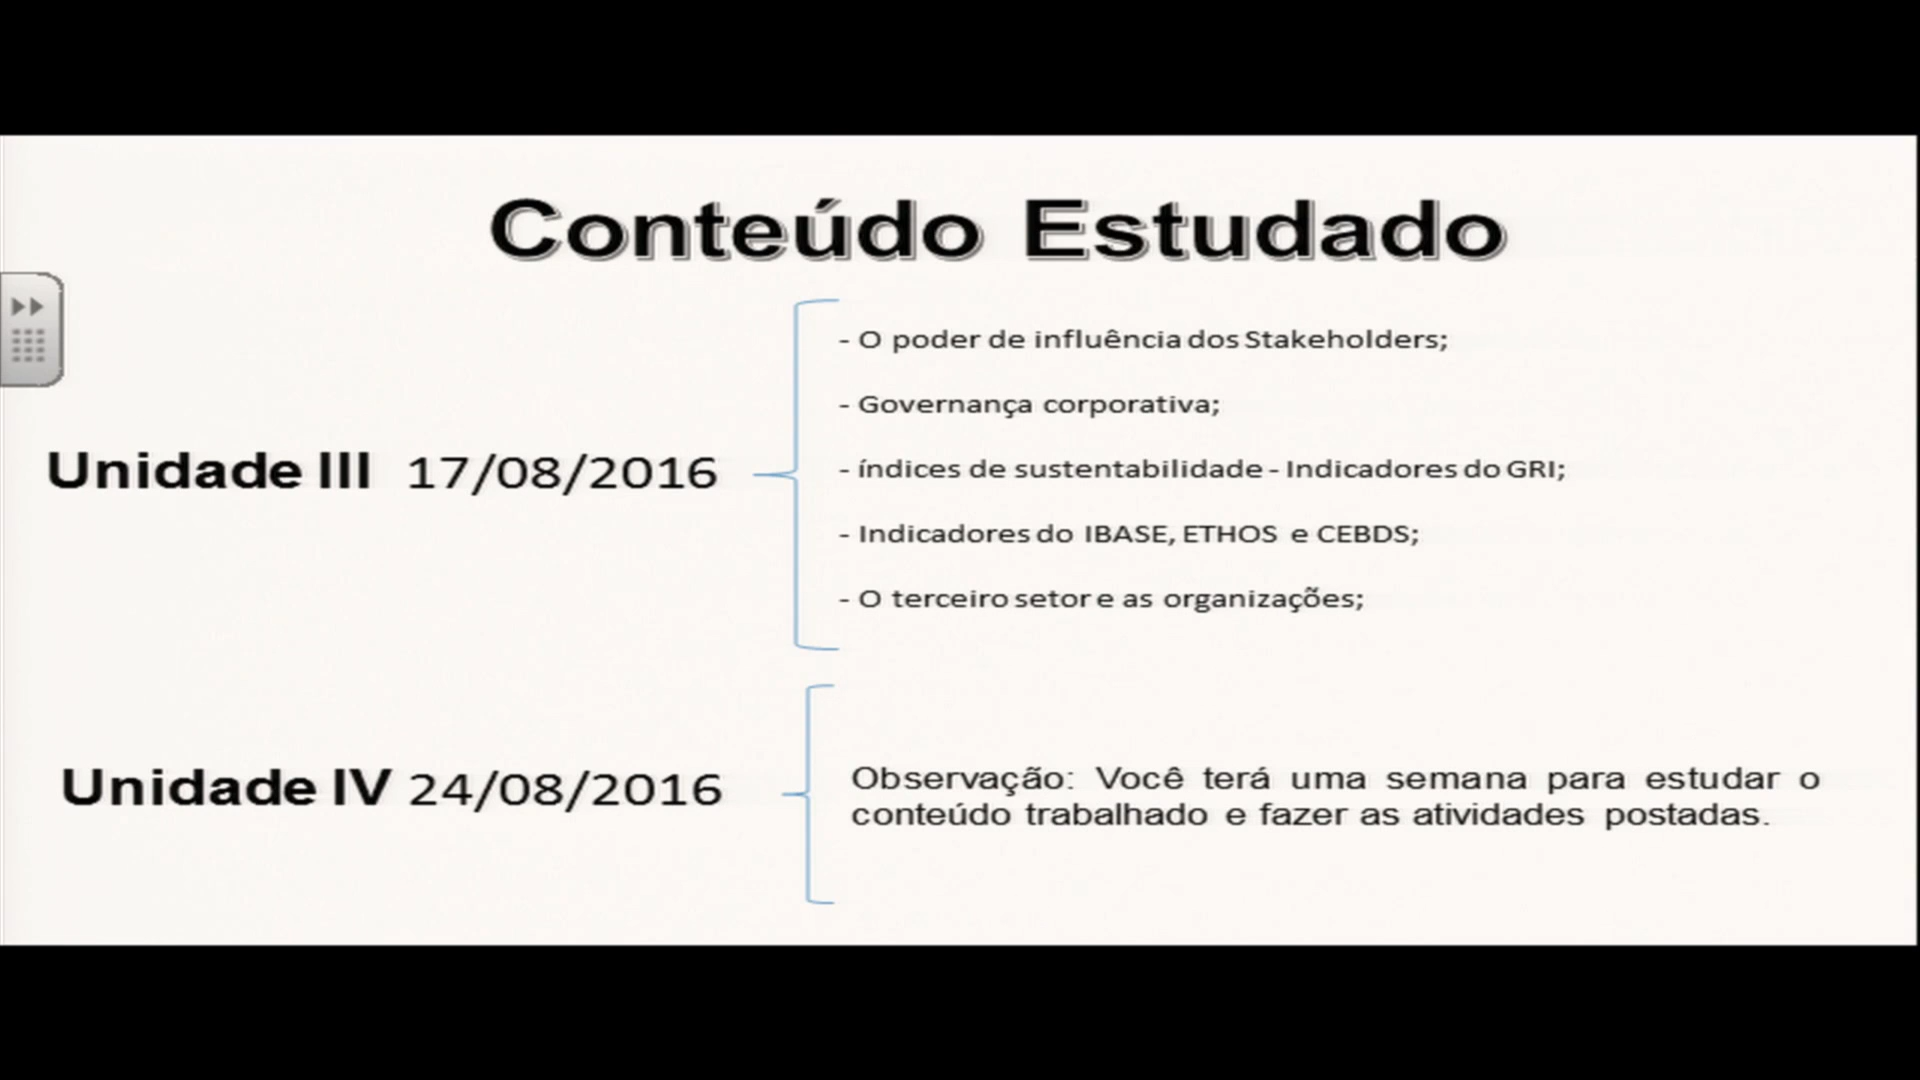 Conteúdo Estudado
Unidade III 17/08/2016
- O poder de influência dos Stakeholders;
- Governança corporativa;
- índices de sustentabilidade - Indicadores do GRI;
- Indicadores do IBASE, ETHOS e CEBDS;
- O terceiro setor e as organizações;
Unidade IV 24/08/2016
Observação: Você terá uma semana para estudar o
conteúdo trabalhado e fazer as atividades postadas.